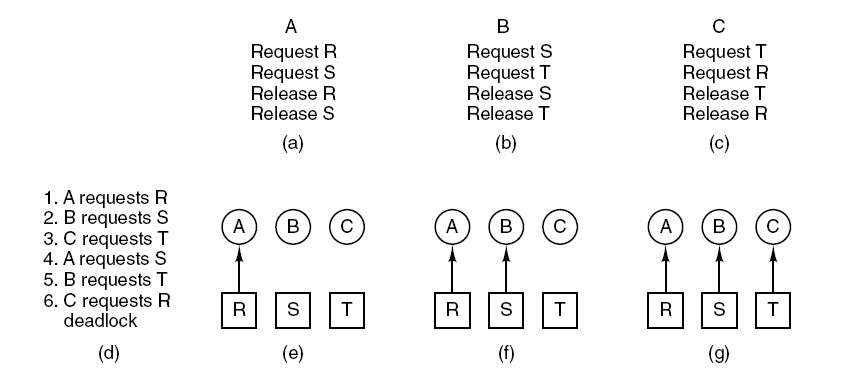 A
Request R
Request S
Release R
Release S
(a)
B
Request S
Request T
Release S
Release T
(b)
C
Request T
Request R
Release T
Release R
(c)
1. A requests R
2. B requests S
3. C requests T
4. A requests S
5. B requests T
6. C requests R
deadlock
(d)
A B C
R S T
(e)
A B C
R S T
(f)
A B C
R S T
(g)